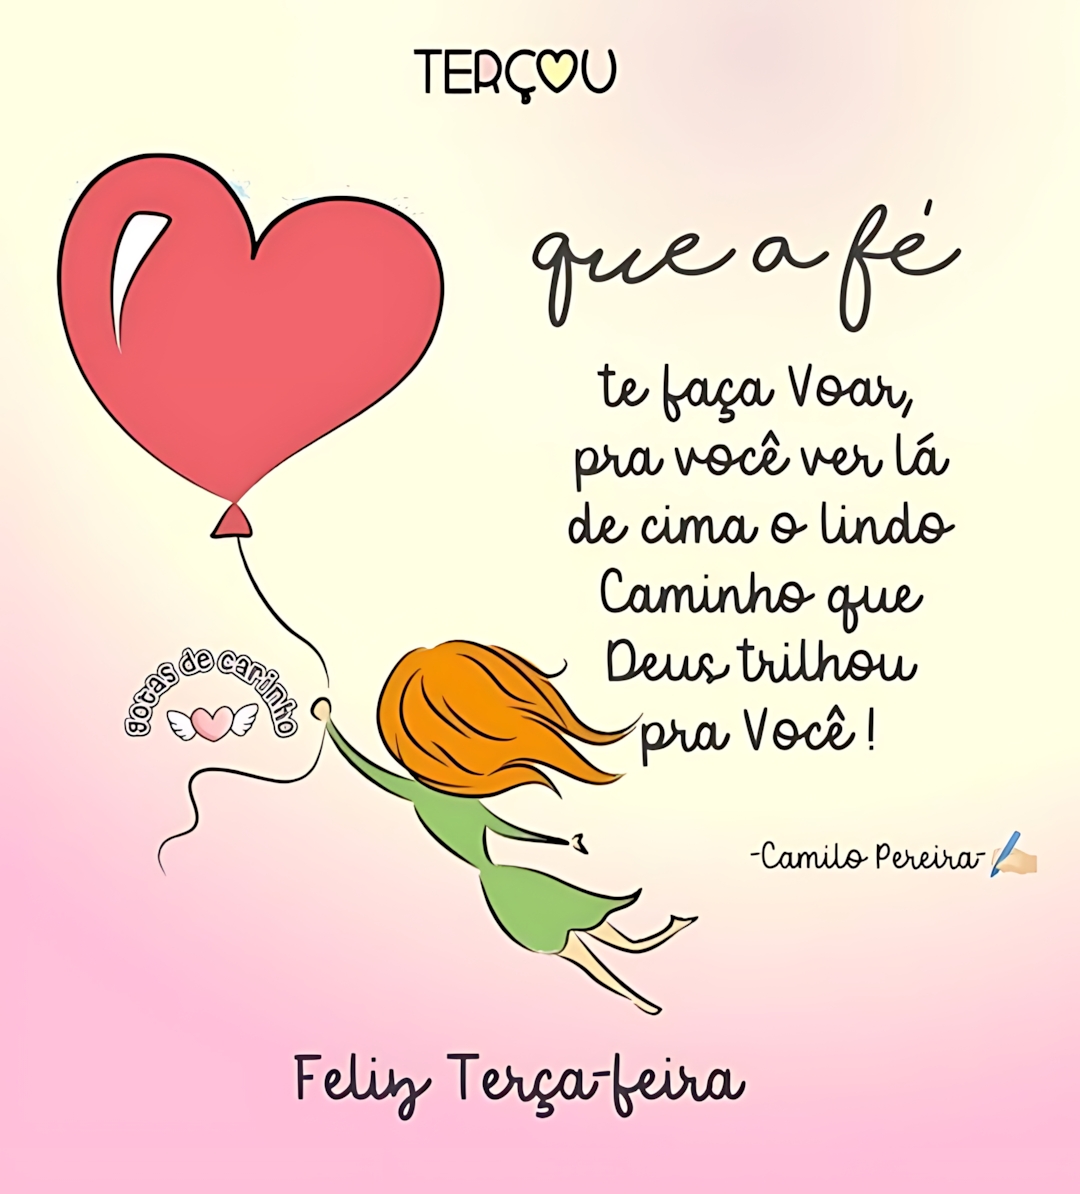 TERÇOU
que a fé
te faça Voar,
pra você ver lá
de cima o lindo
Caminho que
Deus trilhou
pra Você !
gotas de carinho
-Camilo Pereira-
Feliz Terça-feira